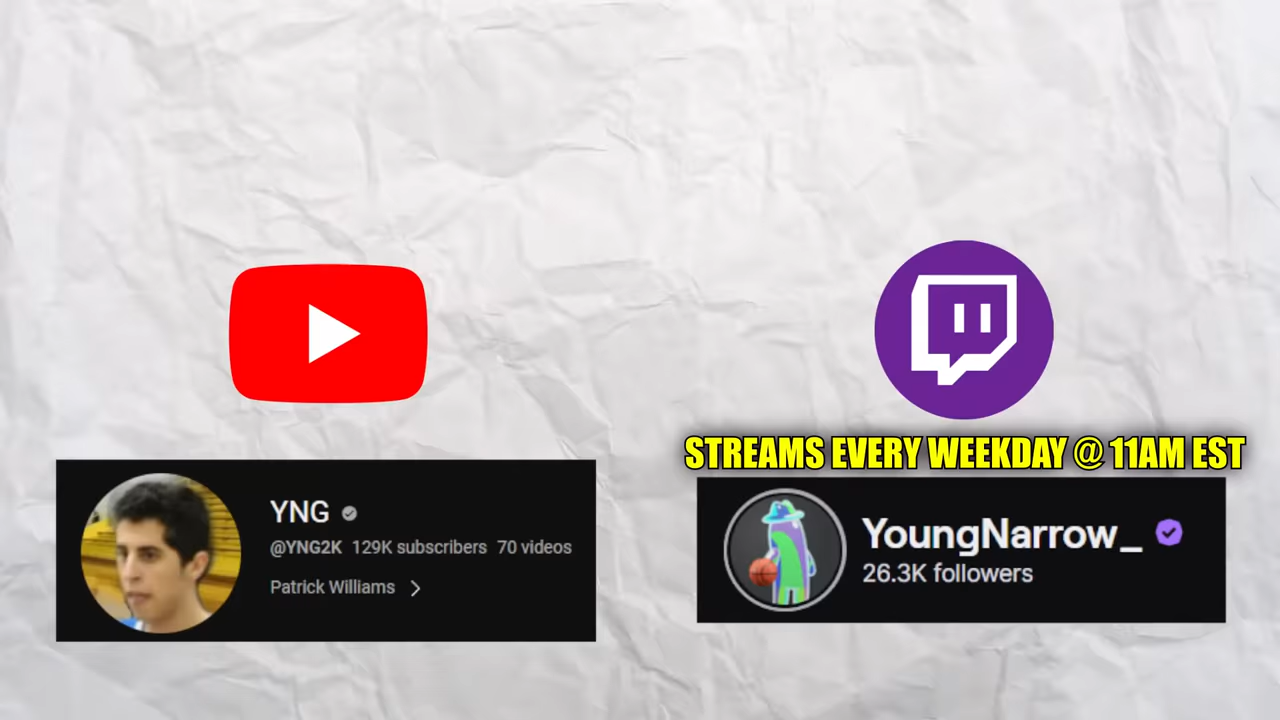 YNG
@YNG2K 129K subscribers 70 videos
Patrick Williams
STREAMS EVERY WEEKDAY @ 11AM EST
YoungNarrow_
26.3K followers